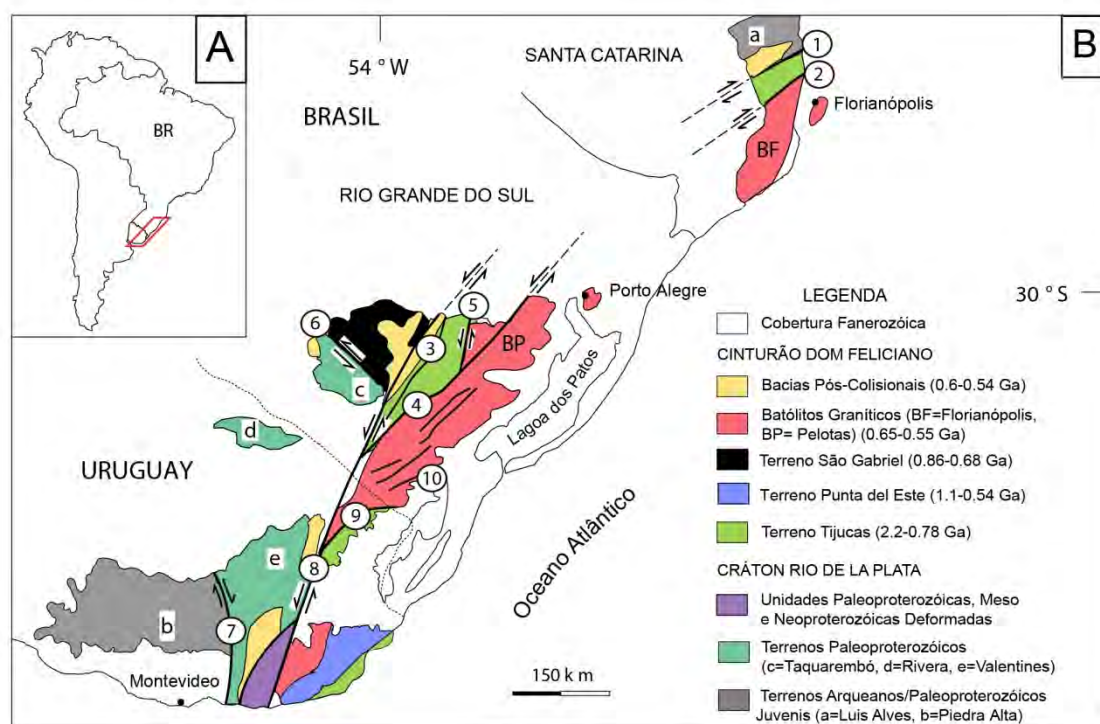 A
BR
B
54 ° W
SANTA CATARINA
a
1
2
Florianópolis
BRASIL
BF
RIO GRANDE DO SUL
Porto Alegre
30 ° S
5
6
3
BP
c
4
Lagoa dos Patos
d
URUGUAY
10
9
e
8
Oceano Atlântico
b
7
Montevideo
150 k m
LEGENDA
Cobertura Fanerozóica
CINTURÃO DOM FELICIANO
Bacias Pós-Colisionais (0.6-0.54 Ga)
Batólitos Graníticos (BF=Florianópolis,
BP= Pelotas) (0.65-0.55 Ga)
Terreno São Gabriel (0.86-0.68 Ga)
Terreno Punta del Este (1.1-0.54 Ga)
Terreno Tijucas (2.2-0.78 Ga)
CRÁTON RIO DE LA PLATA
Unidades Paleoproterozóicas, Meso
e Neoproterozóicas Deformadas
Terrenos Paleoproterozóicos
(c=Taquarembó, d=Rivera, e=Valentines)
Terrenos Arqueanos/Paleoproterozóicos
Juvenis (a=Luis Alves, b=Piedra Alta)